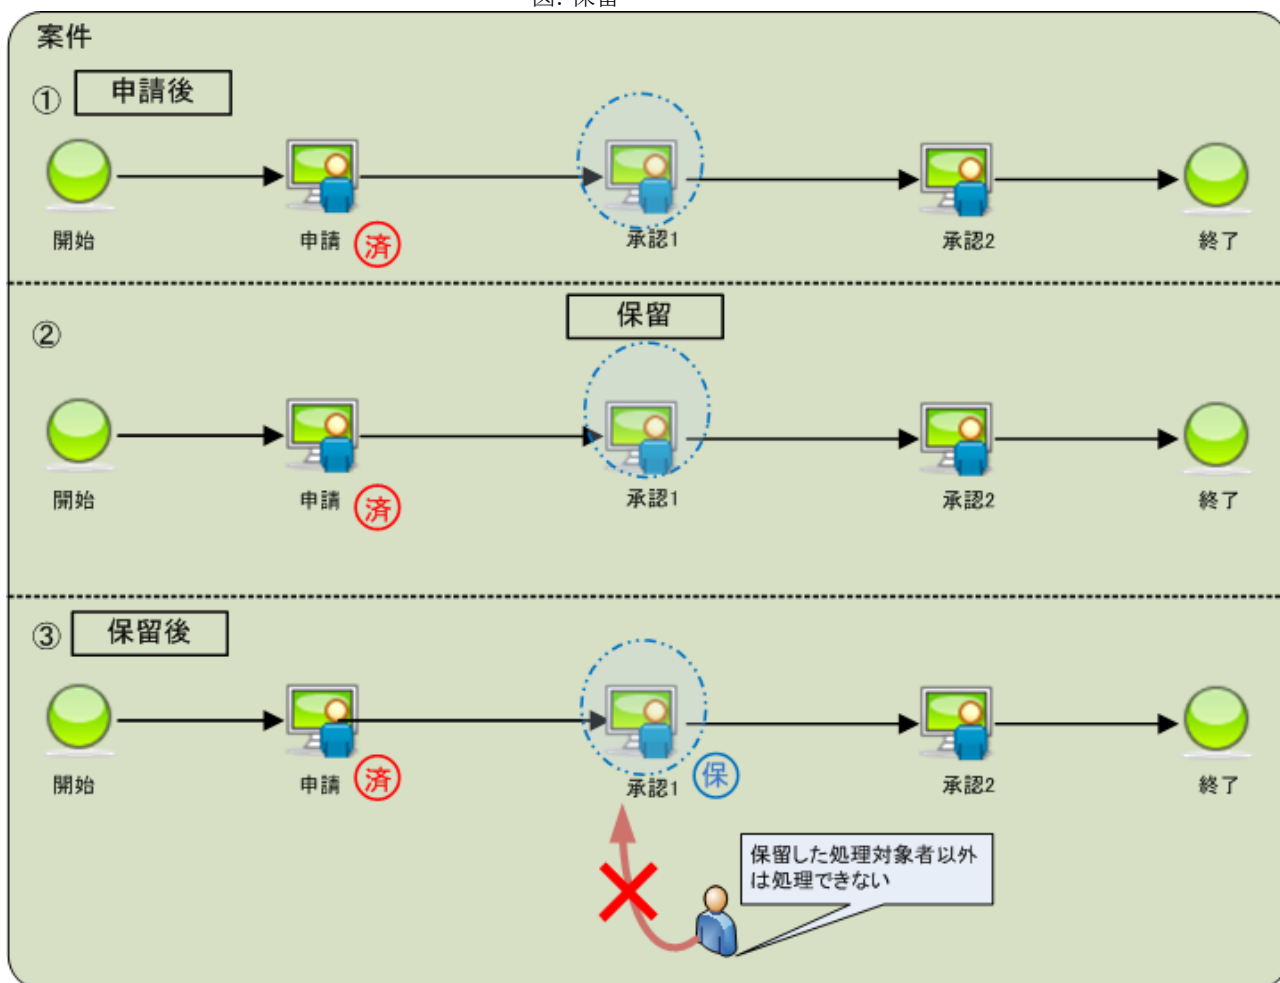 図: 保留
案件
① 申請後
開始
申請
済
承認1
承認2
終了
②
保留
開始
申請
済
承認1
承認2
終了
③ 保留後
開始
申請
済
承認1
保
承認2
終了
保留した処理対象者以外
は処理できない